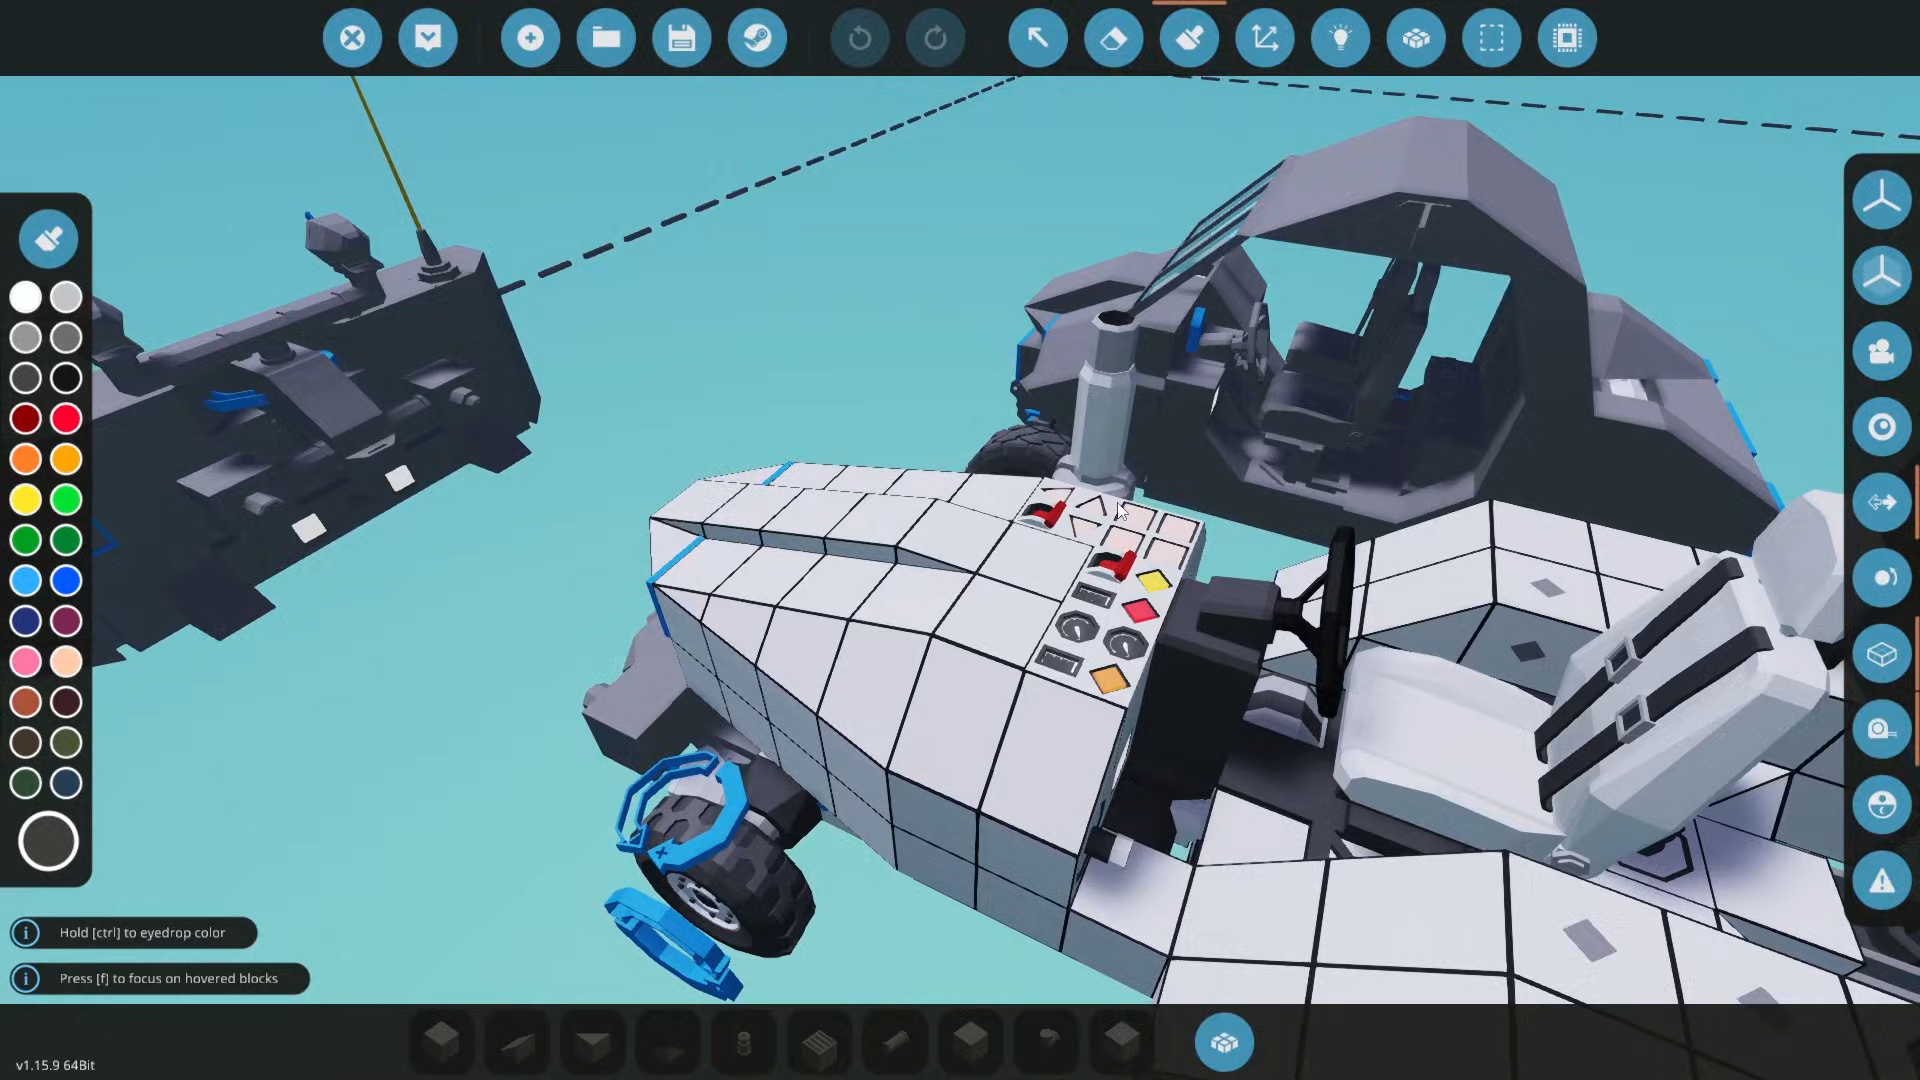 Hold [ctrl] to eyedrop color
Press [f] to focus on hovered blocks
v1.15.9 64Bit